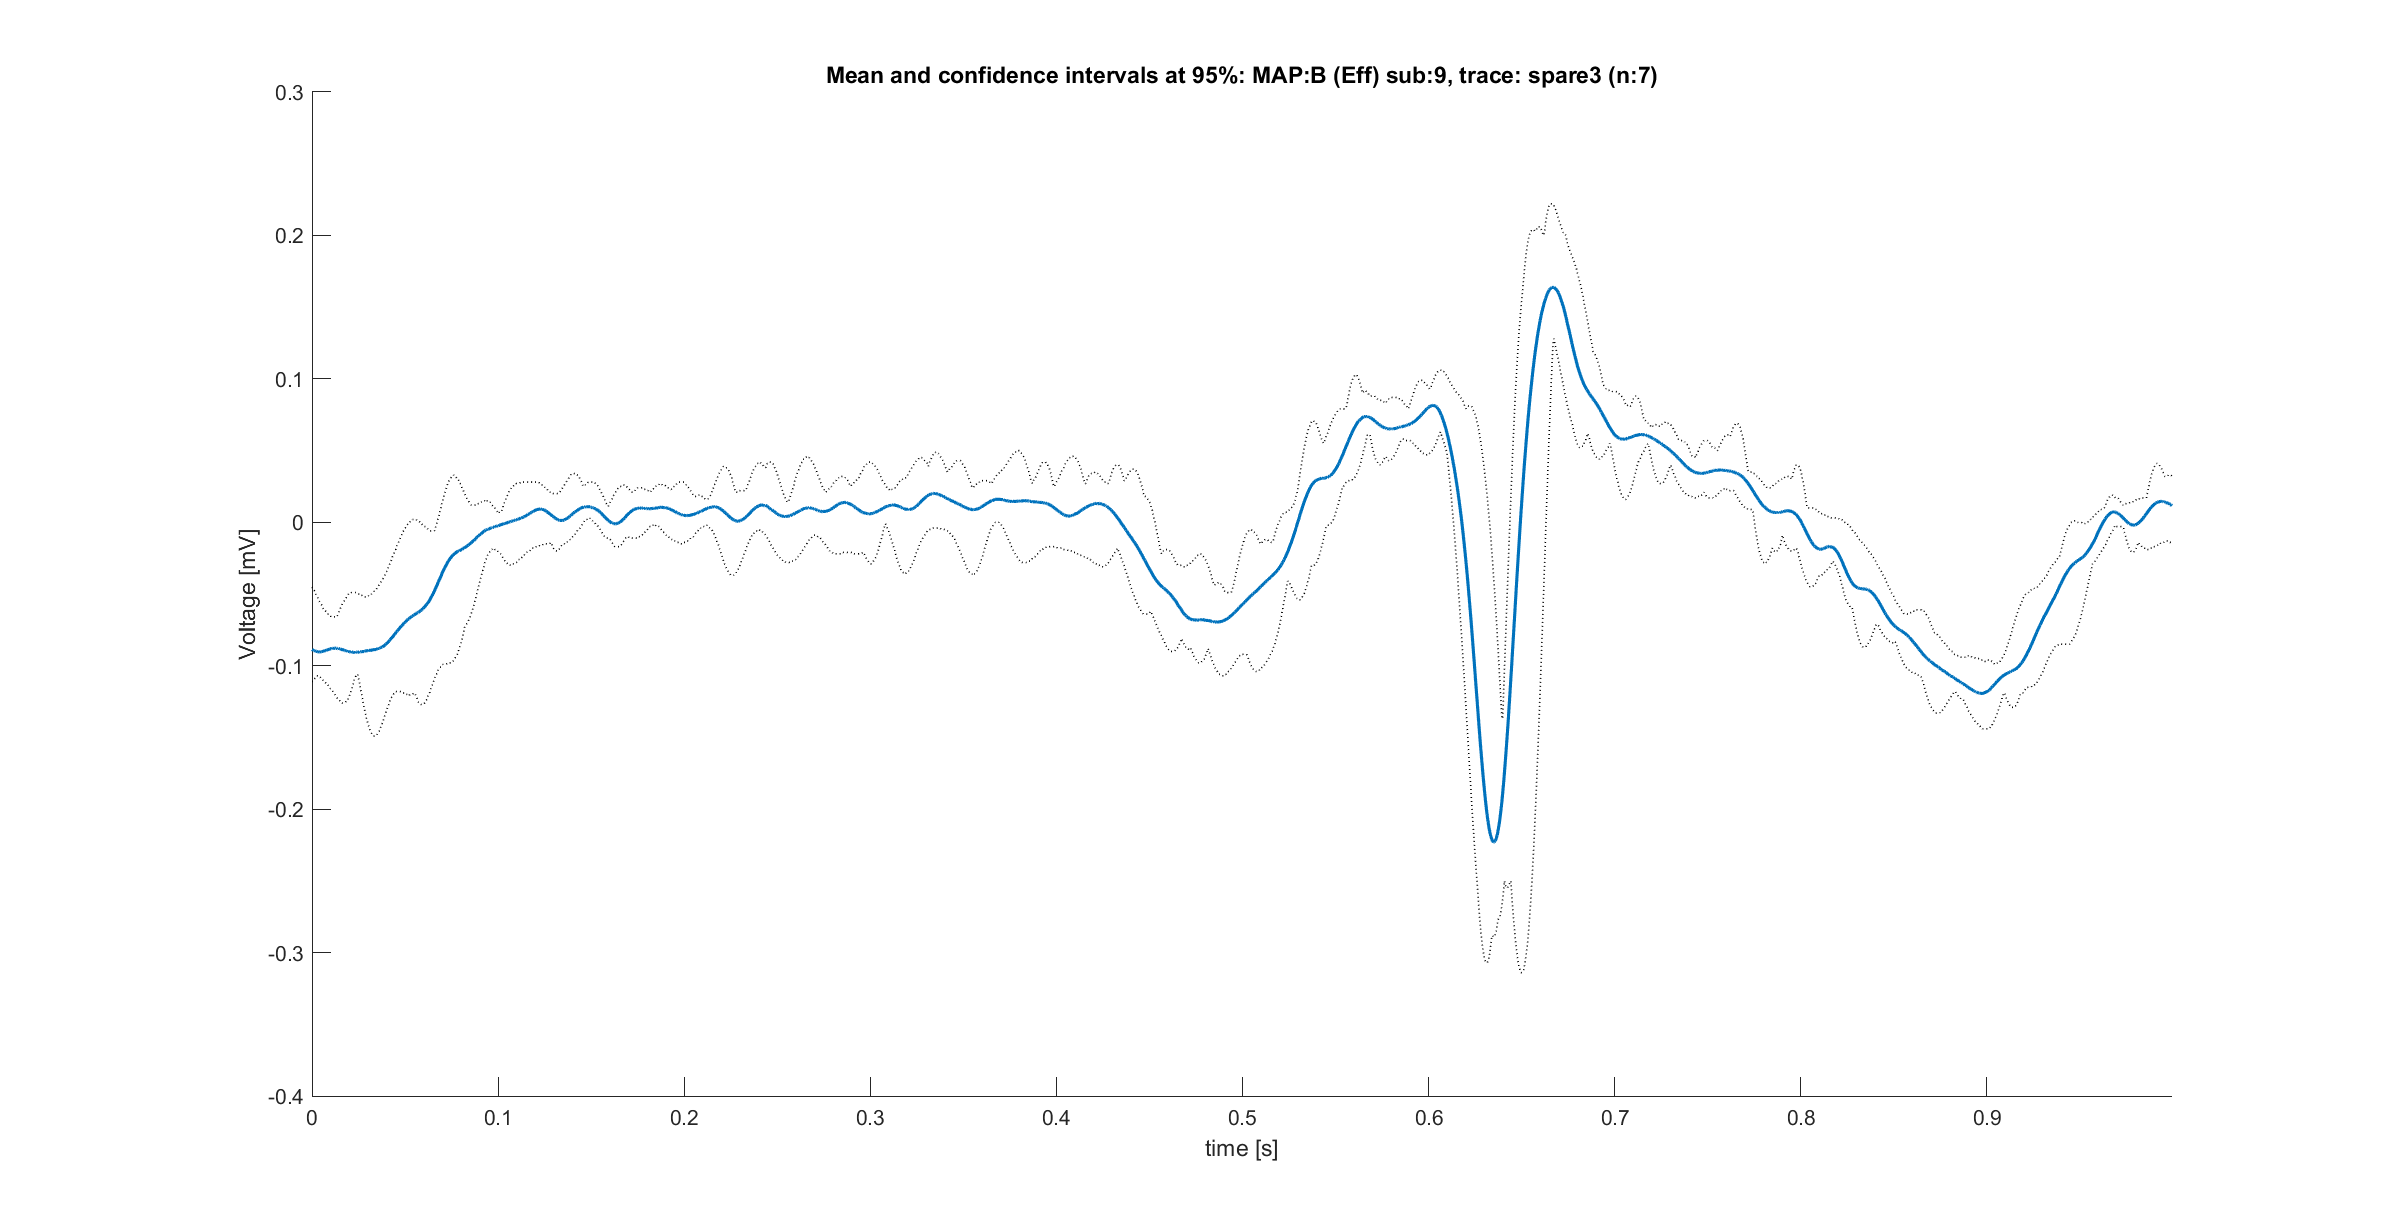 Mean and confidence intervals at 95%: MAP:B (Eff) sub:9, trace: spare3 (n:7)
0.3
0.2
0.1
0
-0.1
-0.2
-0.3
-0.4
Voltage [mV]
0 0.1 0.2 0.3 0.4 0.5 0.6 0.7 0.8 0.9
time [s]